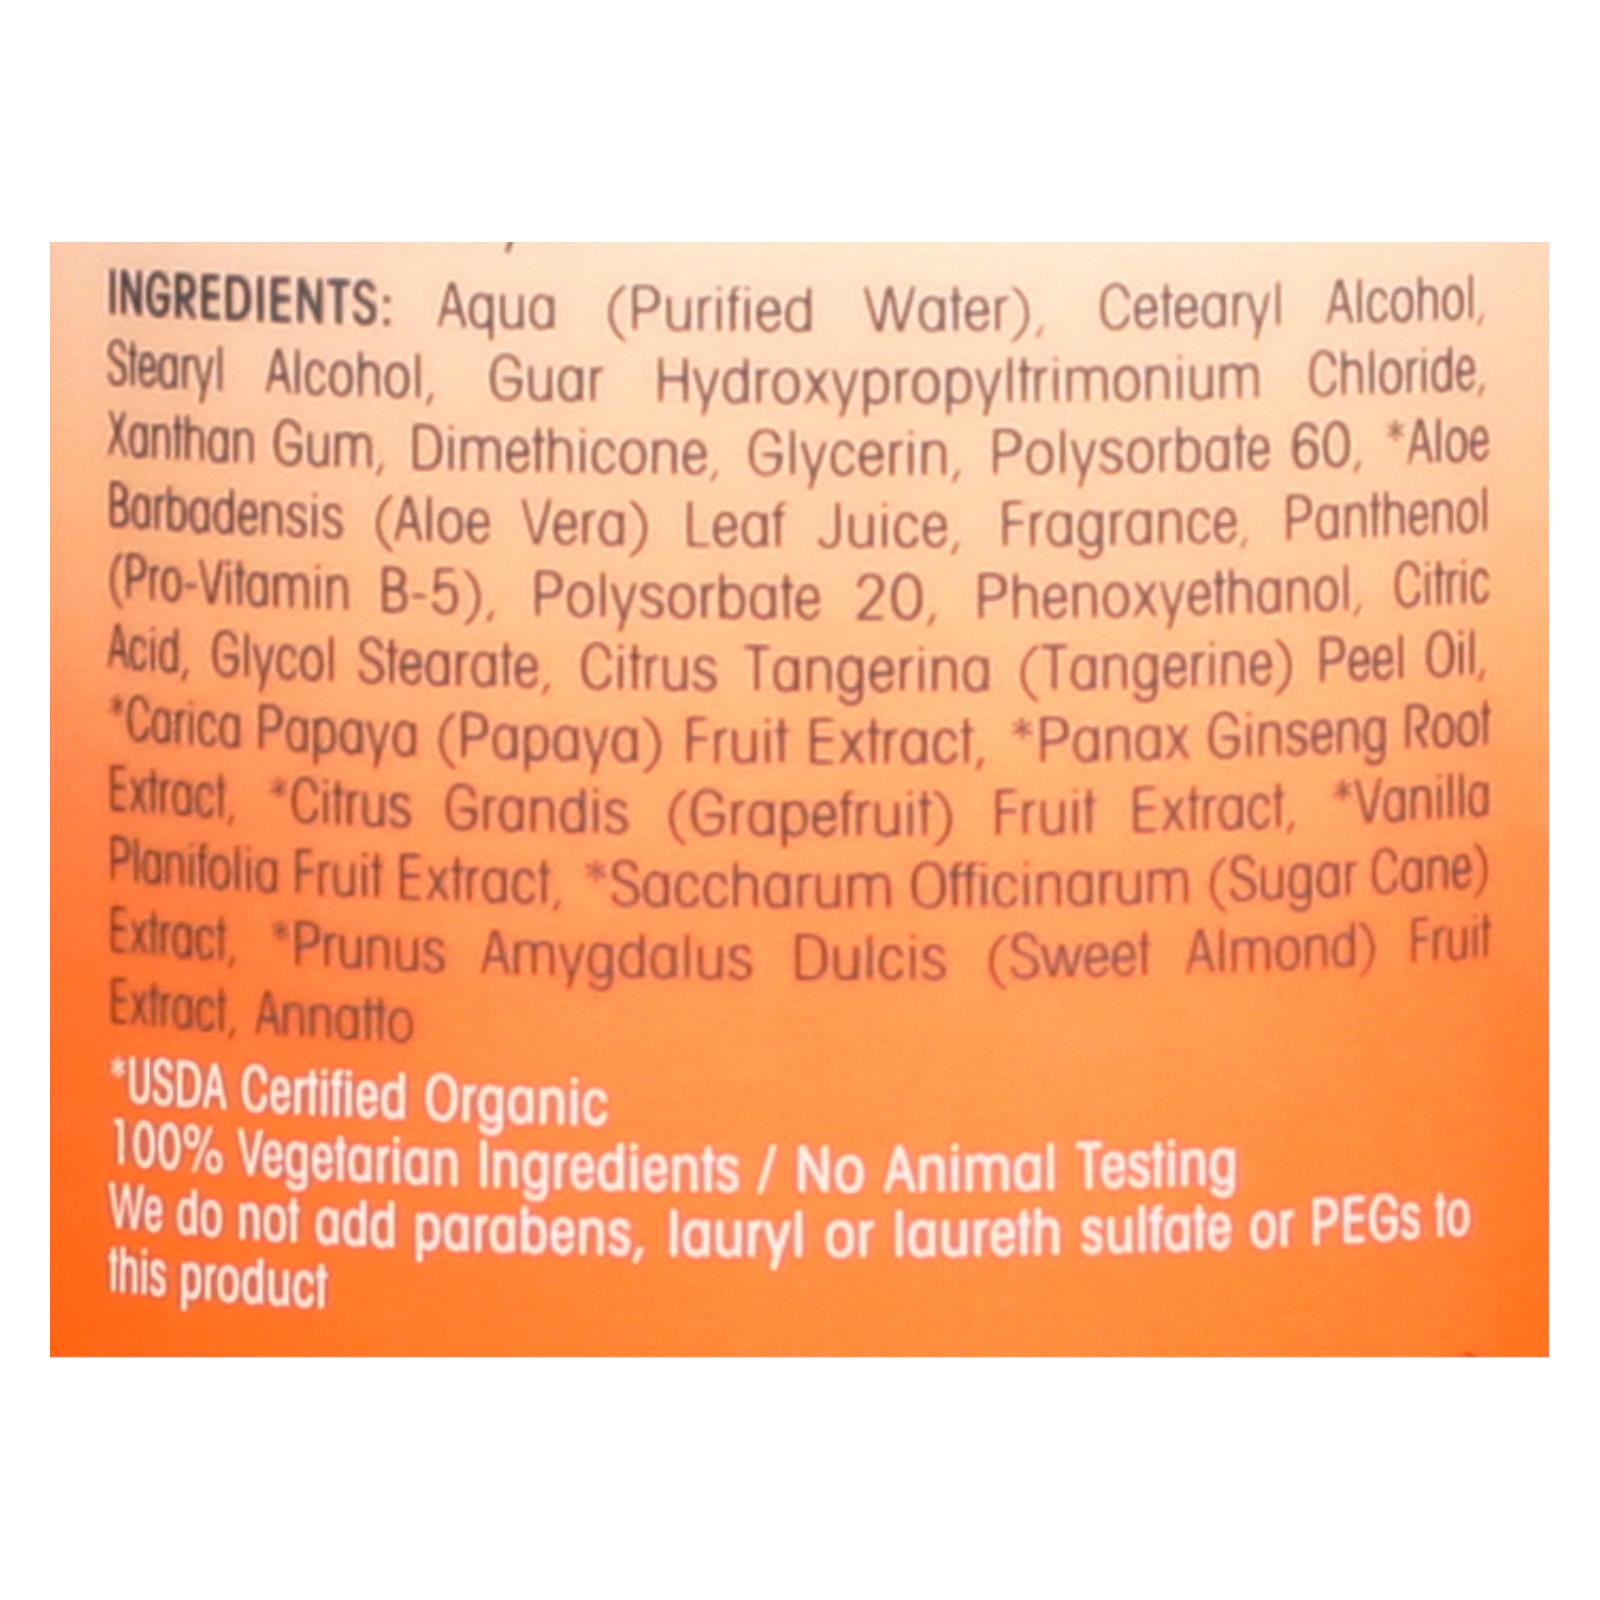 INGREDIENTS: Aqua (Purified Water), Cetearyl Alcohol,
Stearyl Alcohol, Guar Hydroxypropyltrimonium Chloride,
Xanthan Gum, Dimethicone, Glycerin, Polysorbate 60, *Aloe
Barbadensis (Aloe Vera) Leaf Juice, Fragrance, Panthenol
(Pro-Vitamin B-5), Polysorbate 20, Phenoxyethanol, Citric
Acid, Glycol Stearate, Citrus Tangerina (Tangerine) Peel Oil,
*Carica Papaya (Papaya) Fruit Extract, *Panax Ginseng Root
Extract, *Citrus Grandis (Grapefruit) Fruit Extract, *Vanilla
Planifolia Fruit Extract, *Saccharum Officinarum (Sugar Cane)
Extract, *Prunus Amygdalus Dulcis (Sweet Almond) Fruit
Extract, Annatto
*USDA Certified Organic
100% Vegetarian Ingredients / No Animal Testing
We do not add parabens, lauryl or laureth sulfate or PEGs to
this product